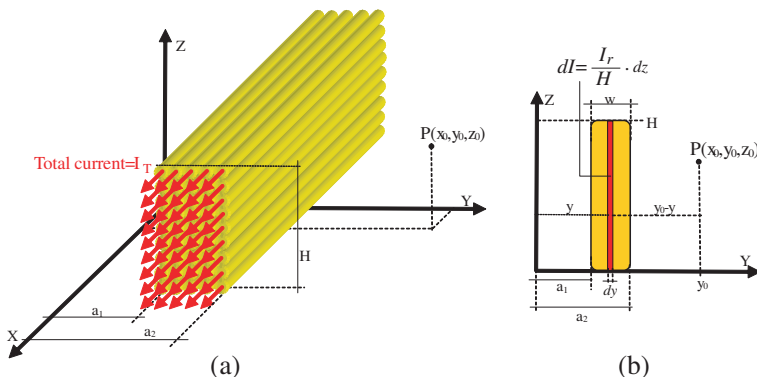 Z
P(x₀,y₀,z₀)
Total current=I_T
Y
H
a₁
a₂
X
(a)
dI= I_r/H · dz
w
Z
H
P(x₀,y₀,z₀)
y
y₀-y
Y
a₁
dy
y₀
a₂
(b)